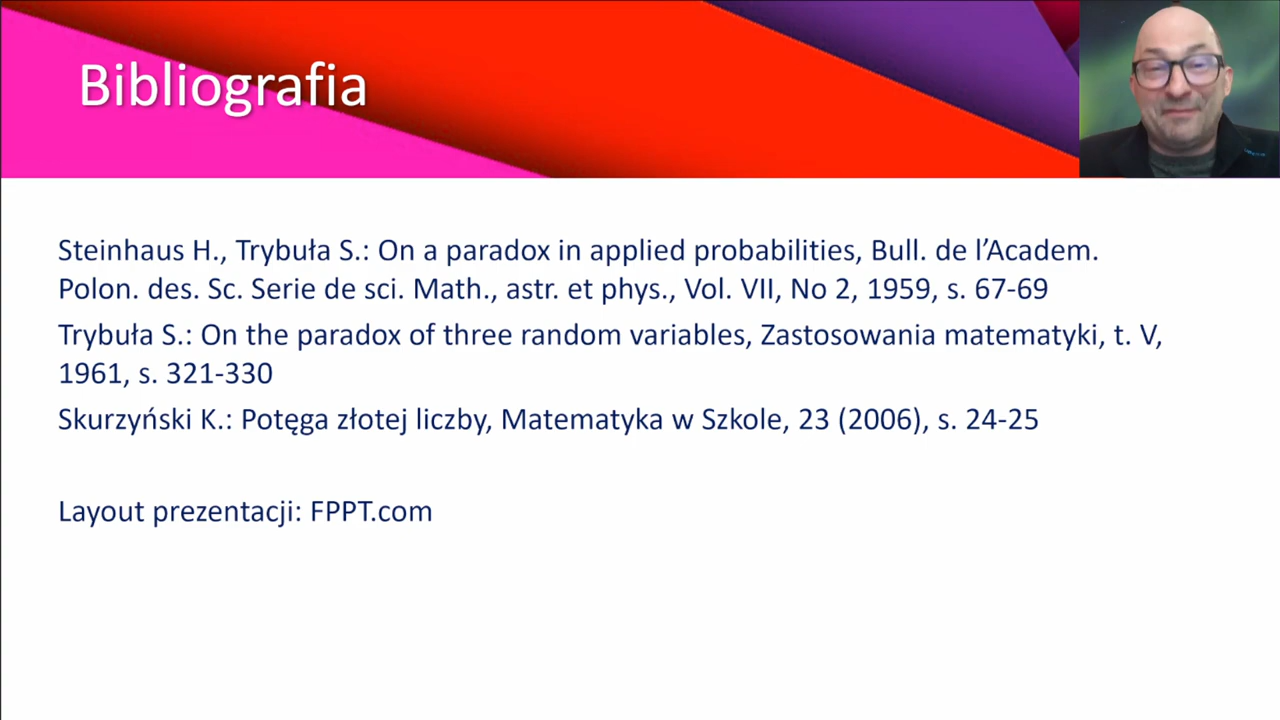 Bibliografia
Steinhaus H., Trybuła S.: On a paradox in applied probabilities, Bull. de l’Academ.
Polon. des. Sc. Serie de sci. Math., astr. et phys., Vol. VII, No 2, 1959, s. 67-69
Trybuła S.: On the paradox of three random variables, Zastosowania matematyki, t. V,
1961, s. 321-330
Skurzyński K.: Potęga złotej liczby, Matematyka w Szkole, 23 (2006), s. 24-25
Layout prezentacji: FPPT.com